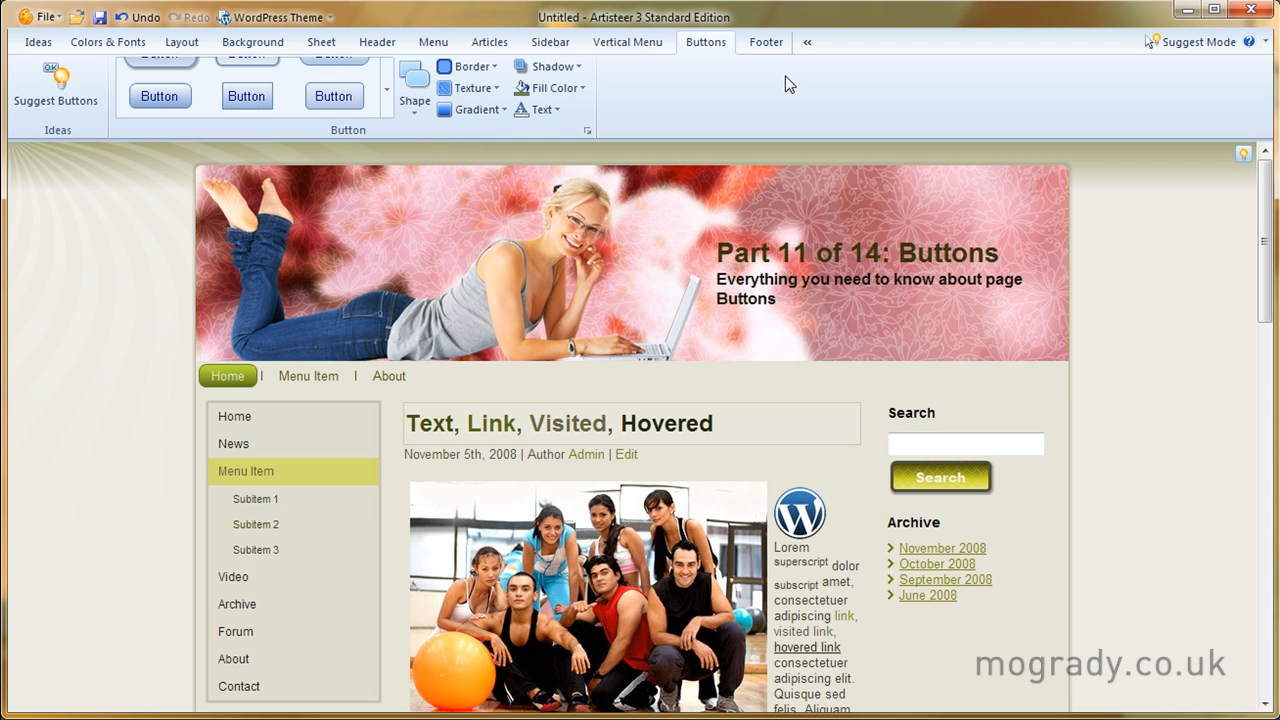 File
Undo
Redo
WordPress Theme
Untitled - Artisteer 3 Standard Edition
Ideas
Colors & Fonts
Layout
Background
Sheet
Header
Menu
Articles
Sidebar
Vertical Menu
Buttons
Footer
«
Suggest Mode
OK
Suggest Buttons
Ideas
Button Button Button
Shape
Border
Texture
Gradient
Shadow
Fill Color
Text
Button
Part 11 of 14: Buttons
Everything you need to know about page
Buttons
Home | Menu Item | About
Home
News
Menu Item
Subitem 1
Subitem 2
Subitem 3
Video
Archive
Forum
About
Contact
Text, Link, Visited, Hovered
November 5th, 2008 | Author Admin | Edit
Lorem
superscript dolor
subscript amet,
consectetuer
adipiscing link,
visited link,
hovered link
consectetuer
adipiscing elit.
Quisque sed
felis. Aliquam
Search
Search
Archive
November 2008
October 2008
September 2008
June 2008
mogrady.co.uk